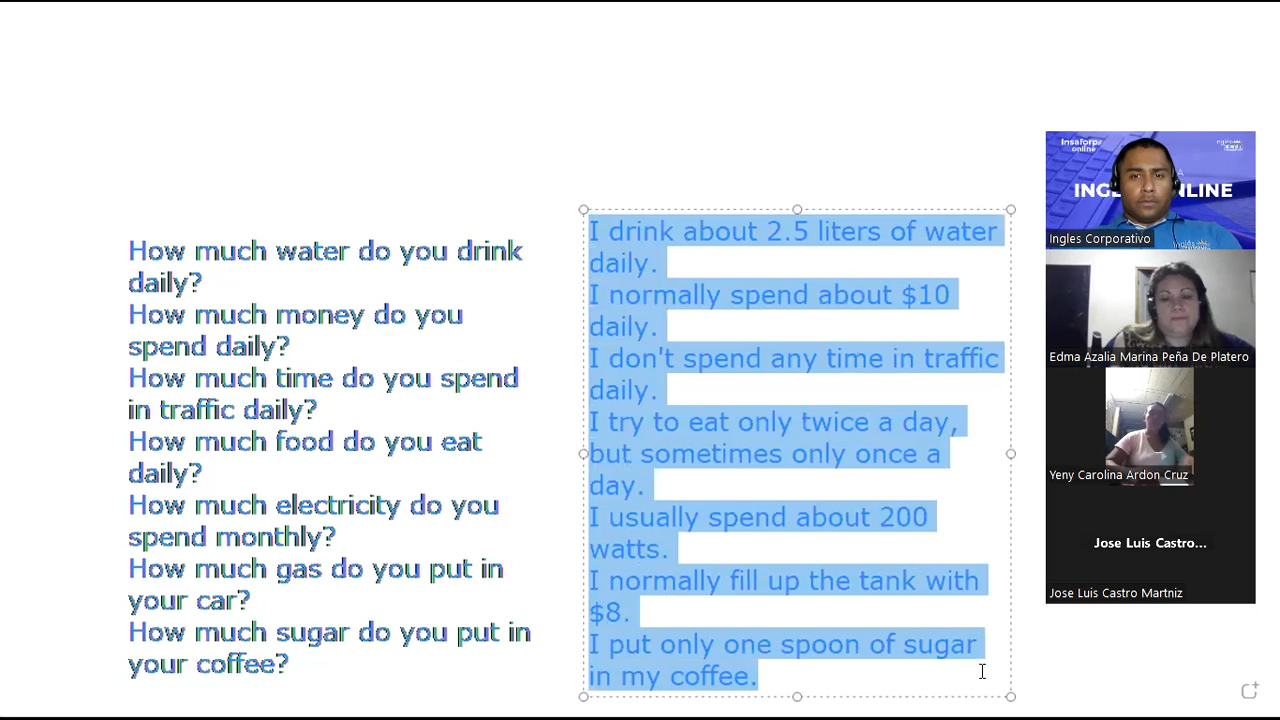 How much water do you drink
daily?
How much money do you
spend daily?
How much time do you spend
in traffic daily?
How much food do you eat
daily?
How much electricity do you
spend monthly?
How much gas do you put in
your car?
How much sugar do you put in
your coffee?
I drink about 2.5 liters of water
daily.
I normally spend about $10
daily.
I don't spend any time in traffic
daily.
I try to eat only twice a day,
but sometimes only once a
day.
I usually spend about 200
watts.
I normally fill up the tank with
$8.
I put only one spoon of sugar
in my coffee.
Insaforp
online
Ingles Corporativo
Edma Azalia Marina Peña De Platero
Yeny Carolina Ardon Cruz
Jose Luis Castro...
Jose Luis Castro Martniz